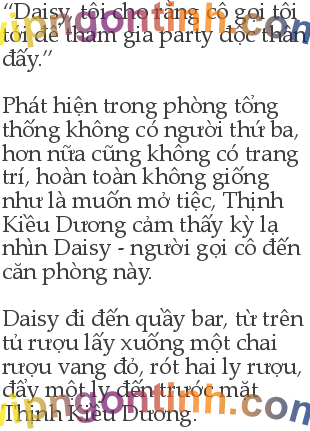 “Daisy, tôi cho rằng cô gọi tôi
tới để tham gia party độc thân
đấy.”
Phát hiện trong phòng tổng
thống không có người thứ ba,
hơn nữa cũng không có trang
trí, hoàn toàn không giống
như là muốn mở tiệc, Thịnh
Kiều Dương cảm thấy kỳ lạ
nhìn Daisy - người gọi cô đến
căn phòng này.
Daisy đi đến quầy bar, từ trên
tủ rượu lấy xuống một chai
rượu vang đỏ, rót hai ly rượu,
đẩy một ly đến trước mặt
Thịnh Kiều Dương.
vipngontinh.com
vipngontinh.com